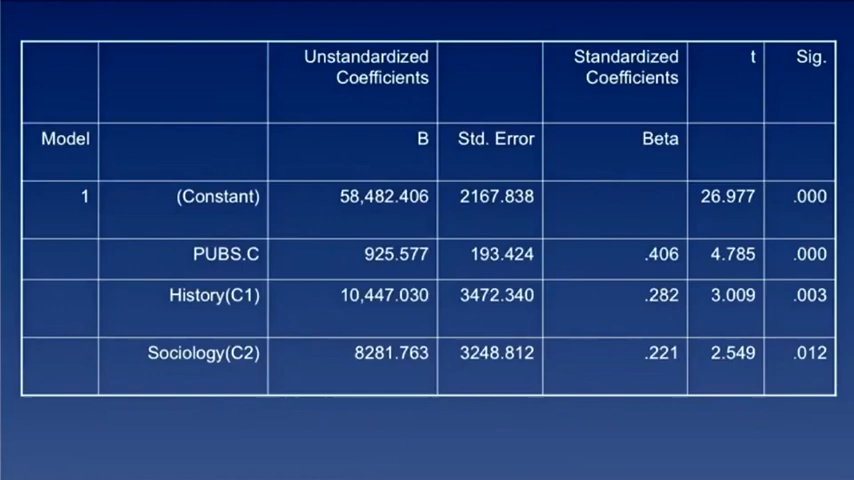 Unstandardized Coefficients Standardized Coefficients t Sig.
Model B Std. Error Beta
1 (Constant) 58,482.406 2167.838 26.977 .000
PUBS.C 925.577 193.424 .406 4.785 .000
History(C1) 10,447.030 3472.340 .282 3.009 .003
Sociology(C2) 8281.763 3248.812 .221 2.549 .012